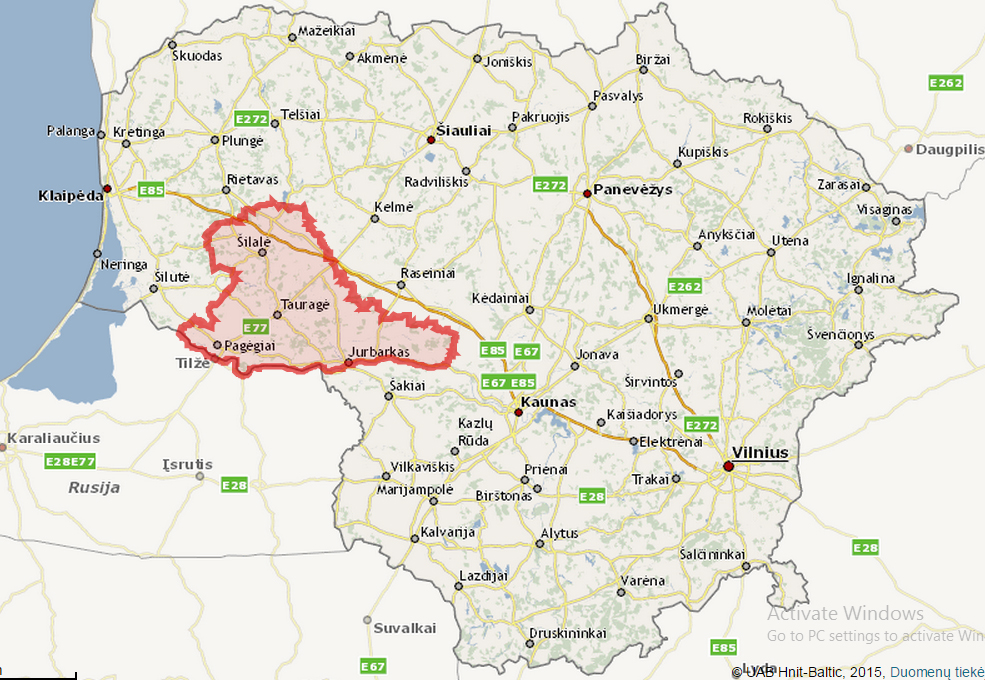 Mažeikiai
Skuodas
Akmenė
Joniškis
Biržai
E262
Pasvalys
E272
Telšiai
Pakruojis
Rokiškis
Palanga
Kretinga
Šiauliai
Plungė
Daugpilis
Kupiškis
Rietavas
Radviliškis
E272
Zarasai
Klaipėda
E85
Panevėžys
Kelmė
Visaginas
Anykščiai
Utena
Šilalė
Neringa
Šilutė
Raseiniai
Ignalina
E262
Kėdainiai
Tauragė
Ukmergė
Molėtai
E77
Švenčionys
Pagėgiai
Jurbarkas
E85
E67
Jonava
Tilžė
Šakiai
E67 E85
Širvintos
Kaunas
Kaišiadorys
Kazlų
Rūda
E272
Karaliaučius
Elektrėnai
Vilnius
E28E77
Įsrutis
Vilkaviškis
Prienai
Trakai
Rusija
E28
Marijampolė
Birštonas
E28
Kalvarija
Alytus
E28
Šalčininkai
Lazdijai
Varėna
Activate Windows
Suvalkai
Druskininkai
Go to PC settings to activate Win
E85
E67
Lyda
© UAB Hnit-Baltic, 2015, Duomenų tiekė